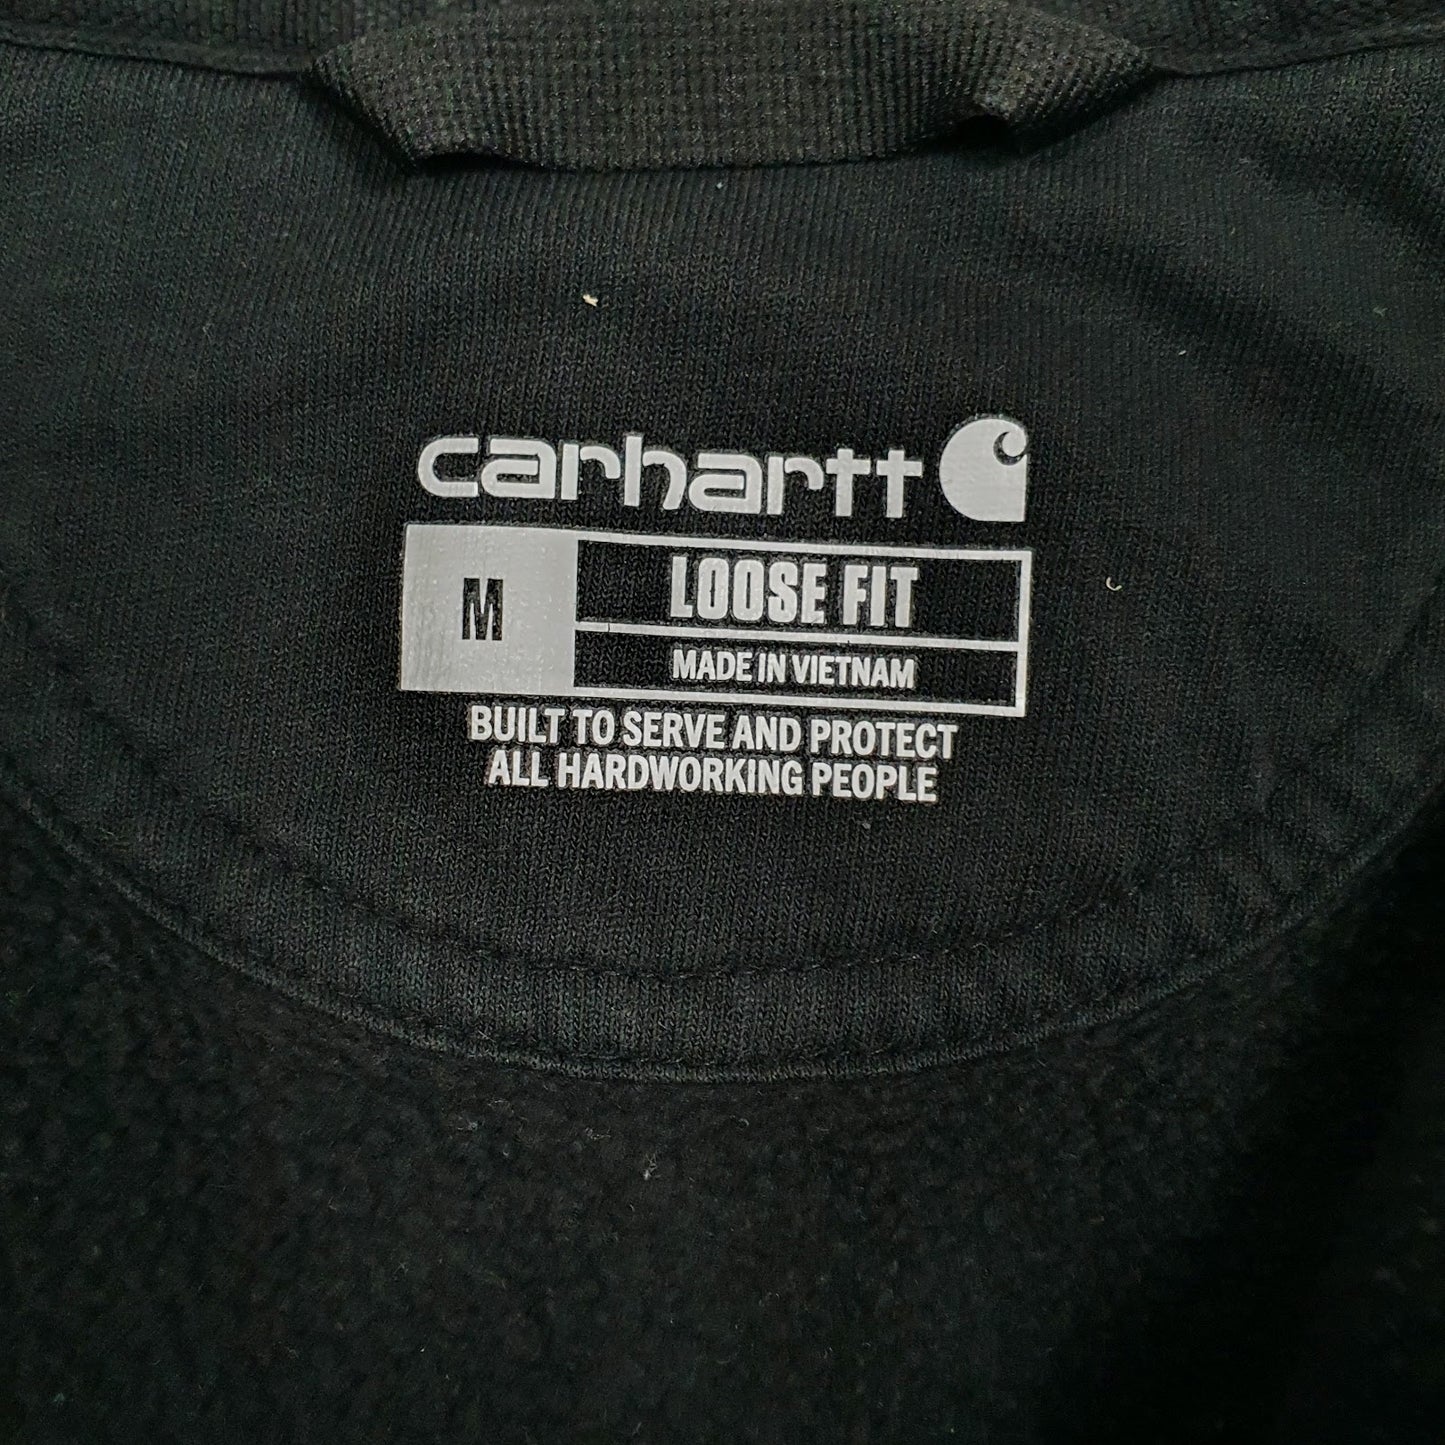 carhartt
M
LOOSE FIT
MADE IN VIETNAM
BUILT TO SERVE AND PROTECT
ALL HARDWORKING PEOPLE